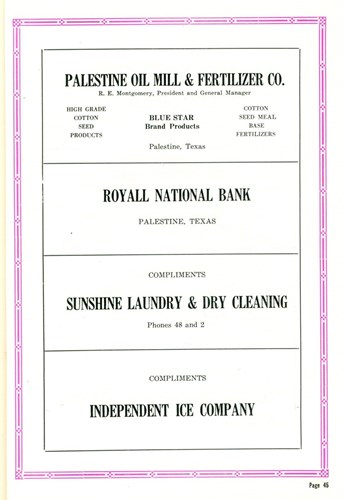 PALESTINE OIL MILL & FERTILIZER CO.
R. E. Montgomery, President and General Manager
HIGH GRADE
COTTON
SEED
PRODUCTS
BLUE STAR
Brand Products
COTTON
SEED MEAL
BASE
FERTILIZERS
Palestine, Texas
ROYALL NATIONAL BANK
PALESTINE, TEXAS
COMPLIMENTS
SUNSHINE LAUNDRY & DRY CLEANING
Phones 48 and 2
COMPLIMENTS
INDEPENDENT ICE COMPANY
Page 45